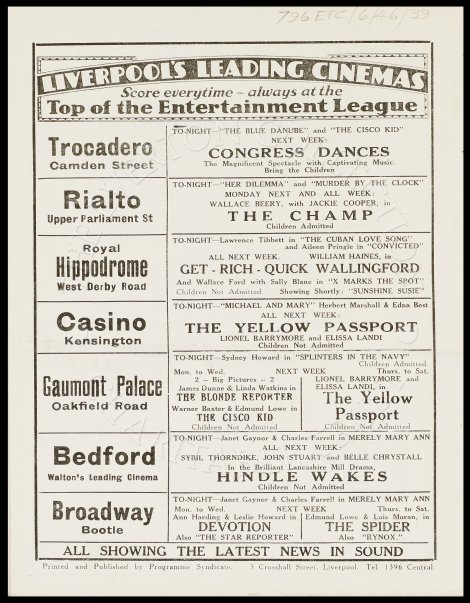 796 EFC/6/46/39
LIVERPOOL'S LEADING CINEMAS
Score everytime - always at the
Top of the Entertainment League
Trocadero
Camden Street
TO-NIGHT—"THE BLUE DANUBE" and "THE CISCO KID"
NEXT WEEK:
CONGRESS DANCES
The Magnificent Spectacle with Captivating Music.
Bring the Children
Rialto
Upper Parliament St
TO-NIGHT—"HER DILEMMA" and "MURDER BY THE CLOCK"
MONDAY NEXT AND ALL WEEK:
WALLACE BEERY, with JACKIE COOPER, in
THE CHAMP
Children Admitted
Royal
Hippodrome
West Derby Road
TO-NIGHT—Lawrence Tibbett in "THE CUBAN LOVE SONG"
and Aileen Pringle in "CONVICTED"
ALL NEXT WEEK. WILLIAM HAINES, in
GET - RICH - QUICK WALLINGFORD
And Wallace Ford with Sally Blane in "X MARKS THE SPOT"
Children Not Admitted. Showing Shortly: "SUNSHINE SUSIE"
Casino
Kensington
TO-NIGHT—"MICHAEL AND MARY" Herbert Marshall & Edna Best
ALL NEXT WEEK:
THE YELLOW PASSPORT
LIONEL BARRYMORE and ELISSA LANDI
Children Not Admitted
Gaumont Palace
Oakfield Road
TO-NIGHT—Sydney Howard in "SPLINTERS IN THE NAVY"
Children Admitted
Mon. to Wed. NEXT WEEK Thurs. to Sat.
2 -- Big Pictures -- 2
James Dunne & Linda Watkins in
THE BLONDE REPORTER
Warner Baxter & Edmund Lowe in
THE CISCO KID
Children Not Admitted
LIONEL BARRYMORE and
ELISSA LANDI, in
The Yellow
Passport
Children Not Admitted
Bedford
Walton's Leading Cinema
TO-NIGHT—Janet Gaynor & Charles Farrell in MERELY MARY ANN
ALL NEXT WEEK:
SYBIL THORNDIKE, JOHN STUART and BELLE CHRYSTALL
In the Brilliant Lancashire Mill Drama,
HINDLE WAKES
Children Not Admitted
Broadway
Bootle
TO-NIGHT—Janet Gaynor & Charles Farrell in MERELY MARY ANN
Mon. to Wed. NEXT WEEK Thurs. to Sat.
Ann Harding & Leslie Howard in
DEVOTION
Also "THE STAR REPORTER"
Edmund Lowe & Lois Moran, in
THE SPIDER
Also "RYNOX."
ALL SHOWING THE LATEST NEWS IN SOUND
Printed and Published by Programme Syndicate. 3 Crosshall Street, Liverpool. Tel. 1396 Central.